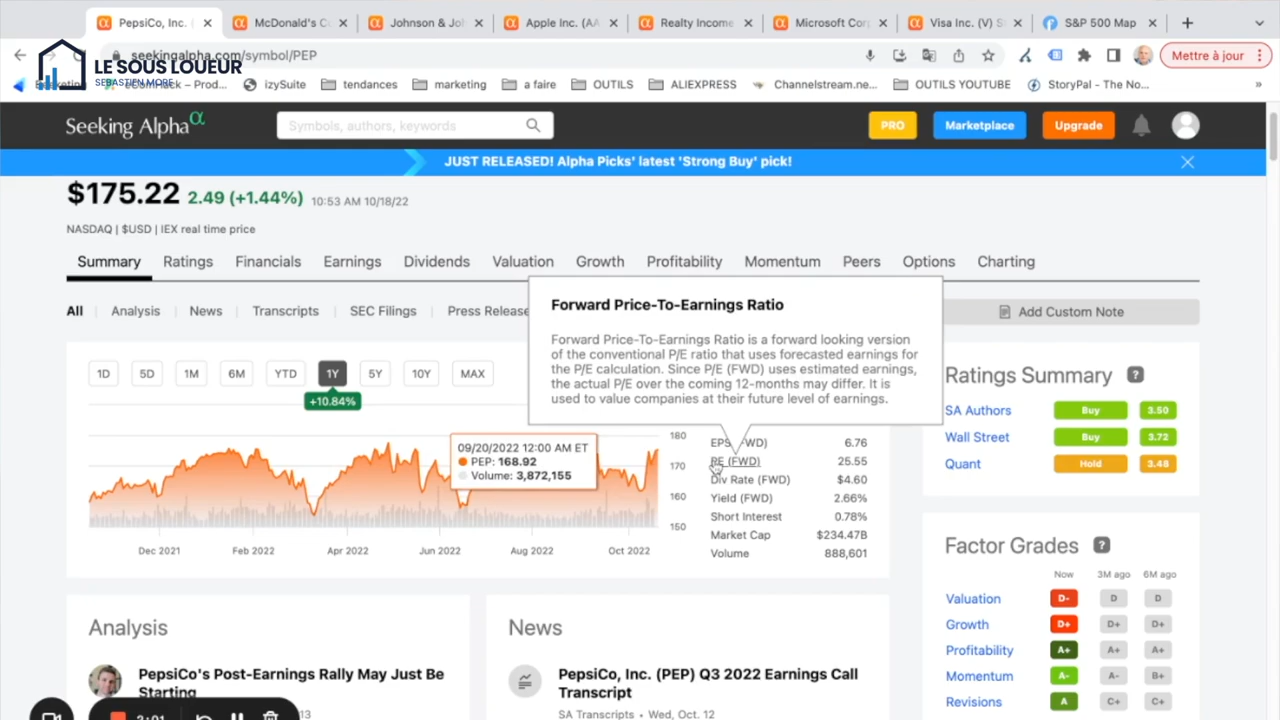 PepsiCo, Inc. (
McDonald's C
Johnson & Jo
Apple Inc. (AA
Realty Income
Microsoft Corp
Visa Inc. (V) S
S&P 500 Map
seekingalpha.com/symbol/PEP
Mettre à jour
LE SOUS LOUEUR
SEBASTIEN MORE
izySuite
tendances
marketing
a faire
OUTILS
ALIEXPRESS
Channelstream.ne...
OUTILS YOUTUBE
StoryPal - The No...
»
Seeking Alpha α
Symbols, authors, keywords
PRO
Marketplace
Upgrade
JUST RELEASED! Alpha Picks' latest 'Strong Buy' pick!
$175.22 2.49 (+1.44%) 10:53 AM 10/18/22
NASDAQ | $USD | IEX real time price
Summary Ratings Financials Earnings Dividends Valuation Growth Profitability Momentum Peers Options Charting
All Analysis News Transcripts SEC Filings Press Release
Add Custom Note
Forward Price-To-Earnings Ratio
Forward Price-To-Earnings Ratio is a forward looking version
of the conventional P/E ratio that uses forecasted earnings for
the P/E calculation. Since P/E (FWD) uses estimated earnings,
the actual P/E over the coming 12-months may differ. It is
used to value companies at their future level of earnings.
1D 5D 1M 6M YTD 1Y 5Y 10Y MAX
+10.84%
09/20/2022 12:00 AM ET
PEP: 168.92
Volume: 3,872,155
180
170
160
150
Dec 2021 Feb 2022 Apr 2022 Jun 2022 Aug 2022 Oct 2022
EPS (FWD) 6.76
PE (FWD) 25.55
Div Rate (FWD) $4.60
Yield (FWD) 2.66%
Short Interest 0.78%
Market Cap $234.47B
Volume 888,601
Ratings Summary ?
SA Authors Buy 3.50
Wall Street Buy 3.72
Quant Hold 3.48
Factor Grades ?
Now 3M ago 6M ago
Valuation D- D D
Growth D+ D+ D+
Profitability A+ A+ A+
Momentum A- A- B+
Revisions A C+ C+
Analysis
PepsiCo's Post-Earnings Rally May Just Be
Starting
13
News
PepsiCo, Inc. (PEP) Q3 2022 Earnings Call
Transcript
SA Transcripts • Wed, Oct. 12